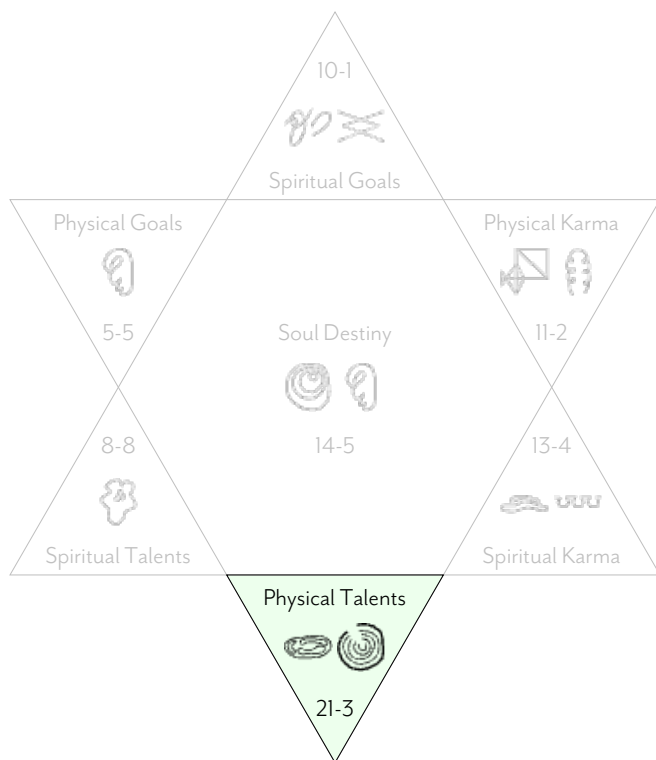 10-1
Spiritual Goals
Physical Goals
5-5
Physical Karma
11-2
Soul Destiny
14-5
8-8
Spiritual Talents
13-4
Spiritual Karma
Physical Talents
21-3